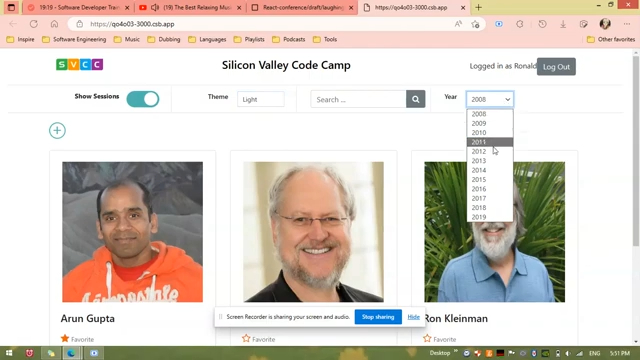 19:19 - Software Developer Train
(19) The Best Relaxing Mus
React-conference/draft/laughing
https://qo4o03-3000.csb.app
https://qo4o03-3000.csb.app
Inspire
Software Engineering
Music
Dubbling
Languages
Playlists
Podcasts
Tools
Other favorites
SVCC
Silicon Valley Code Camp
Logged in as Ronald
Log Out
Show Sessions
Theme
Light
Search ...
Year
2008
2008
2009
2010
2011
2012
2013
2014
2015
2016
2017
2018
2019
Arun Gupta
Ron Kleinman
Favorite
Favorite
Favorite
Screen Recorder is sharing your screen and audio.
Stop sharing
Hide
Desktop
ENG
5:51 PM